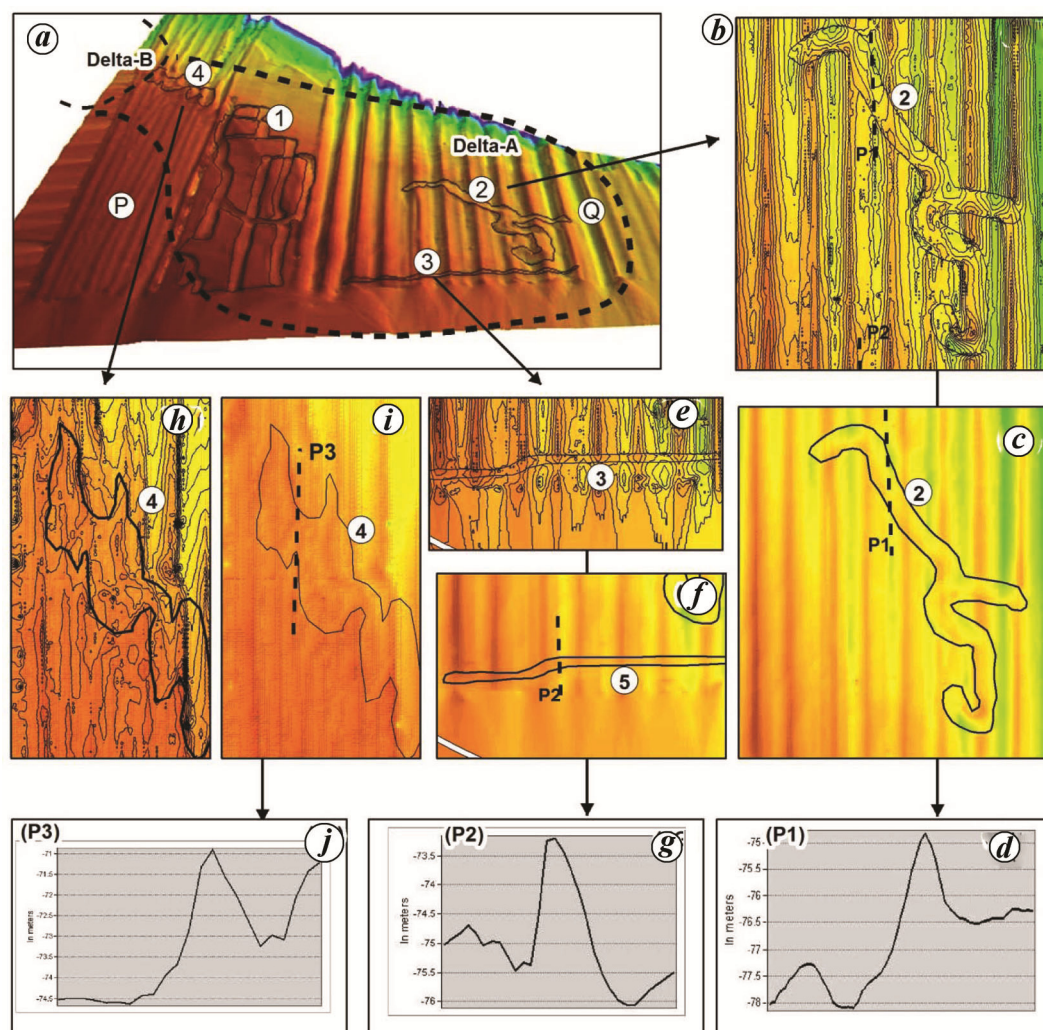 a
Delta-B
4
1
Delta-A
2
P
Q
3
b
2
P1
P2
h
4
i
P3
4
e
3
f
P2
5
c
2
P1
(P3)
j
-71
-71.5
-72
-72.5
-73
-73.5
-74
-74.5
In meters
(P2)
g
-73.5
-74
-74.5
-75
-75.5
-76
In meters
(P1)
d
-75
-75.5
-76
-76.5
-77
-77.5
-78
In meters